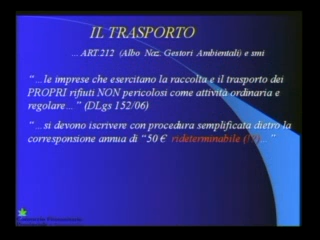 IL TRASPORTO
... ART.212 (Albo Naz. Gestori Ambientali) e smi
“...le imprese che esercitano la raccolta e il trasporto dei
PROPRI rifiuti NON pericolosi come attività ordinaria e
regolare...” (DLgs 152/06)
“...si devono iscrivere con procedura semplificata dietro la
corresponsione annua di “50 € rideterminabile (!!)...”